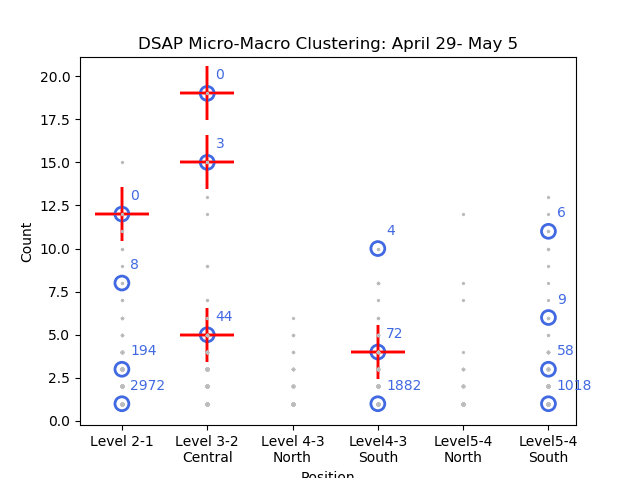 DSAP Micro-Macro Clustering: April 29- May 5
20.0
17.5
15.0
12.5
10.0
7.5
5.0
2.5
0.0
Count
0
8
194
2972
0
3
44
4
72
1882
6
9
58
1018
Level 2-1
Level 3-2
Central
Level 4-3
North
Level4-3
South
Level5-4
North
Level5-4
South
Position